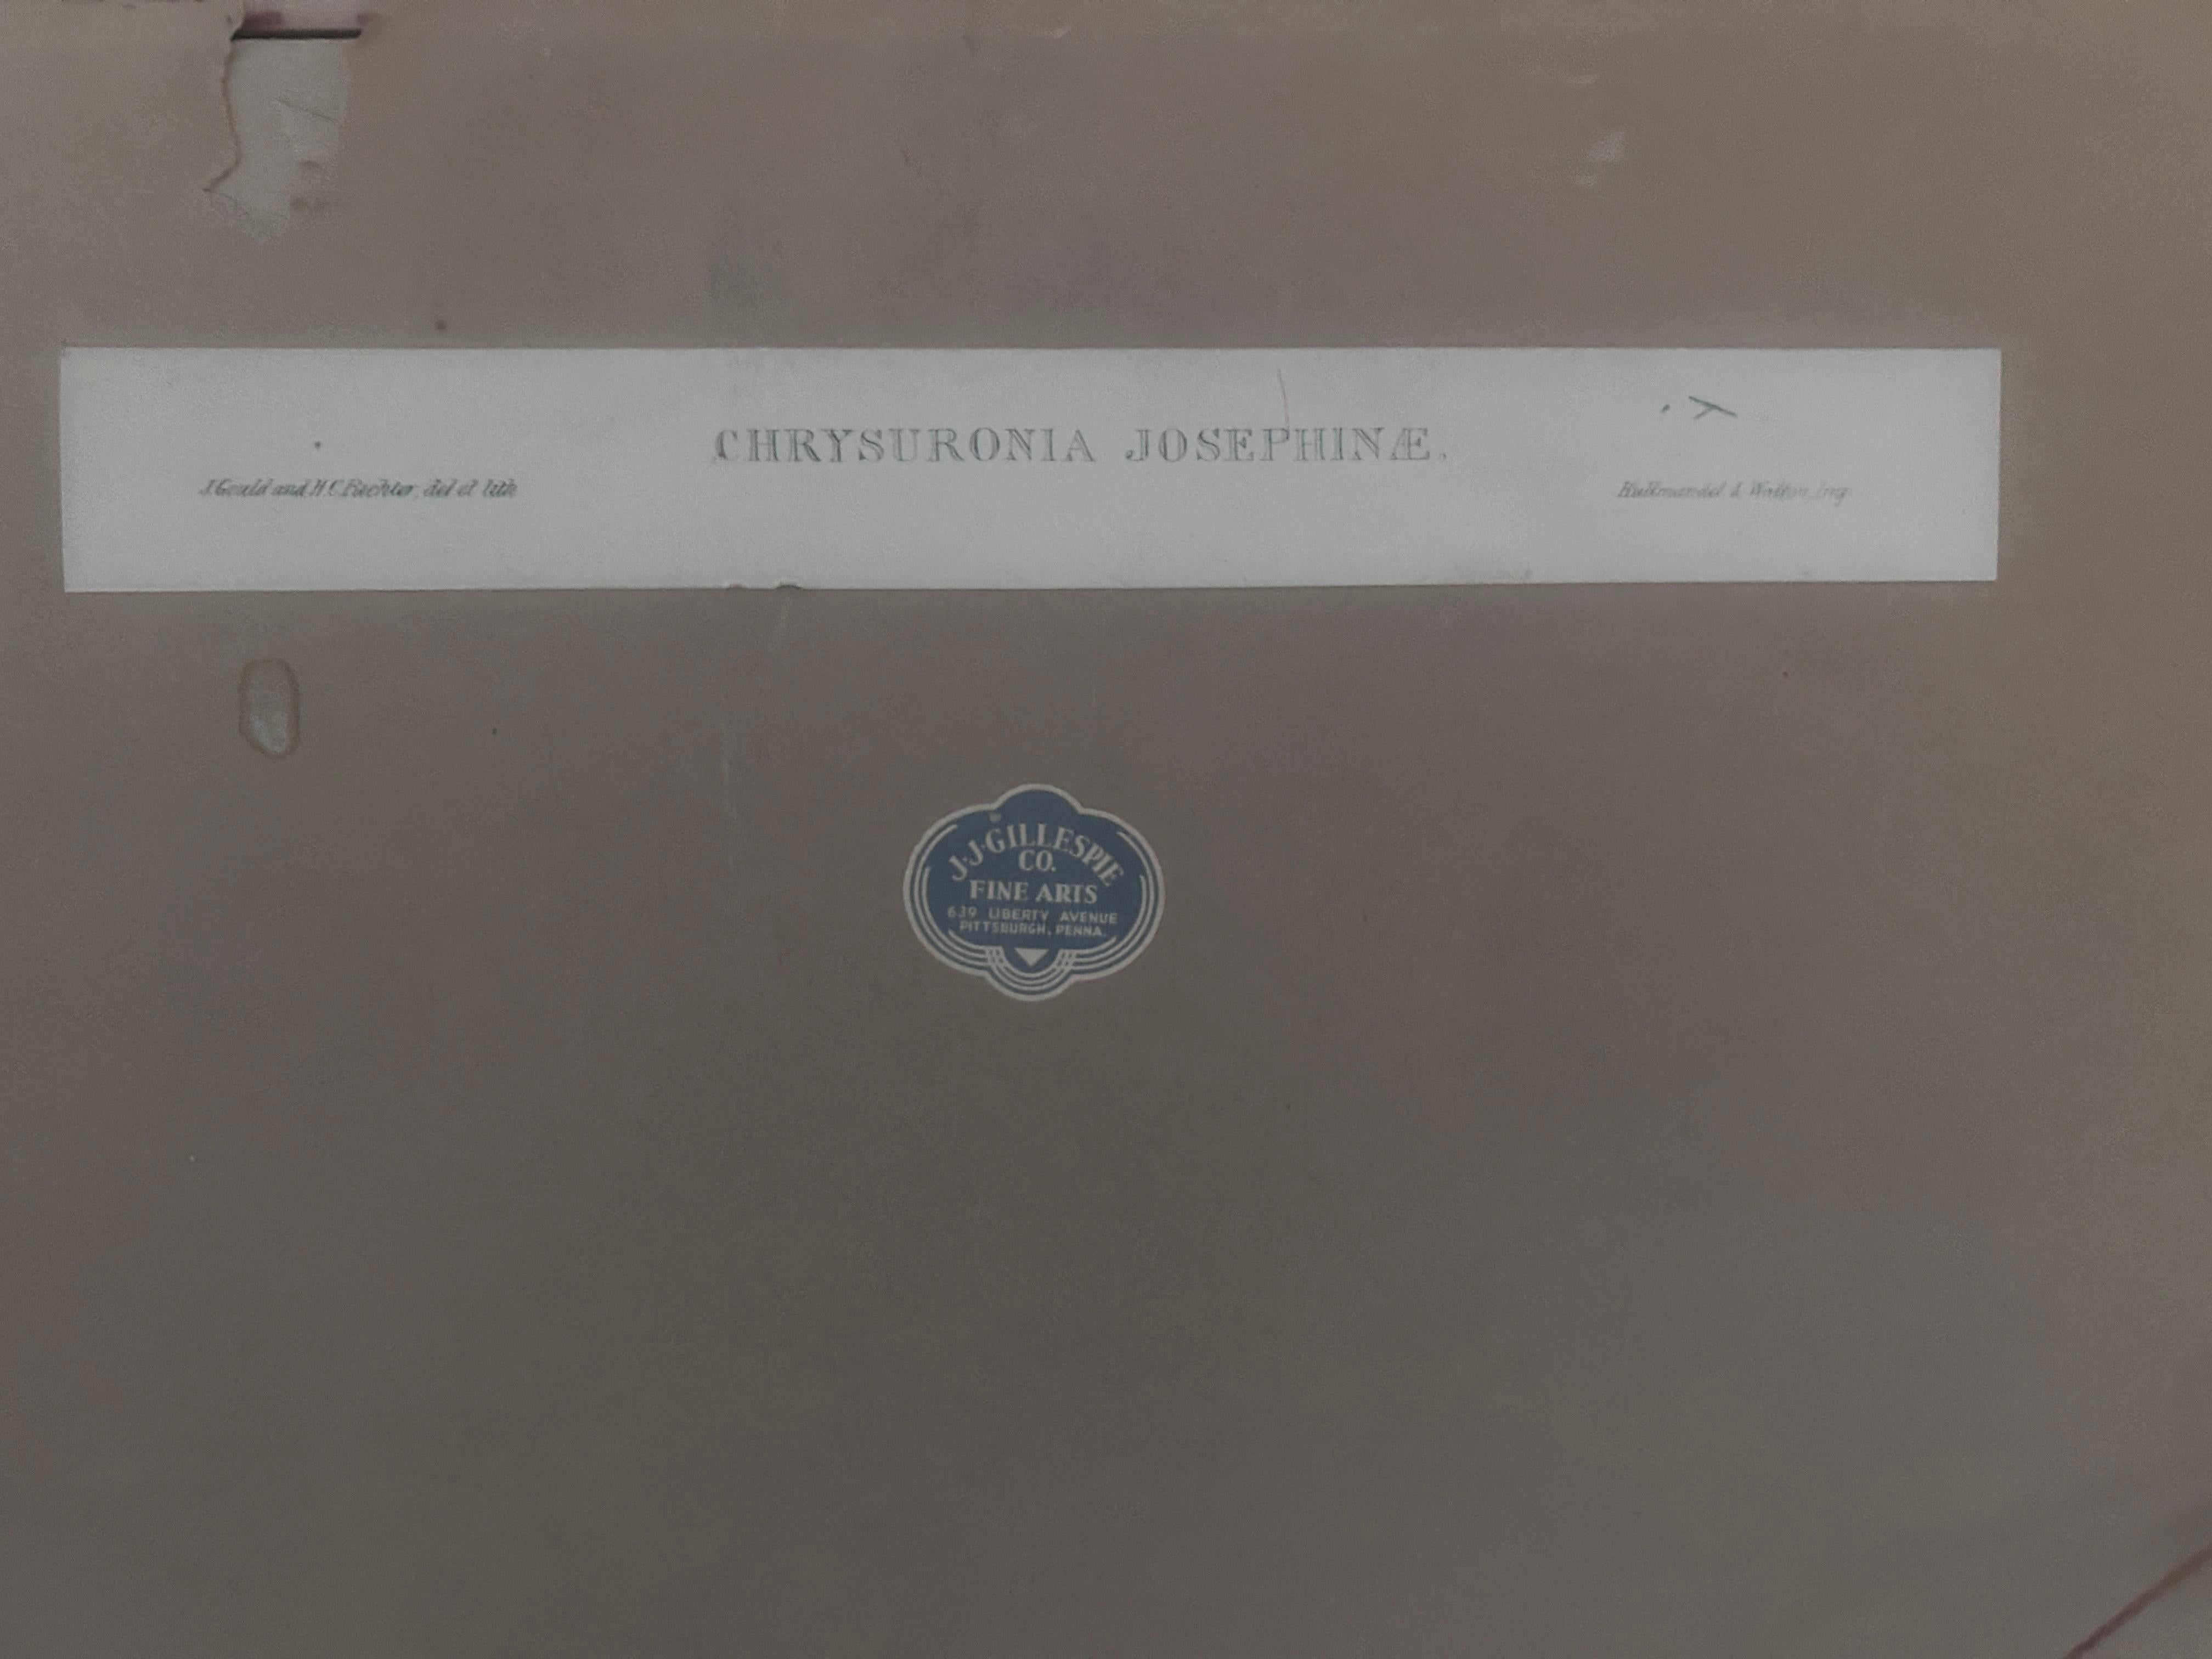 CHRYSURONIA JOSEPHINÆ.
J. Gould and H. C. Richter, del et lith
Hullmandel & Walton, Imp
J. J. GILLESPIE
CO.
FINE ARTS
639 LIBERTY AVENUE
PITTSBURGH, PENNA.